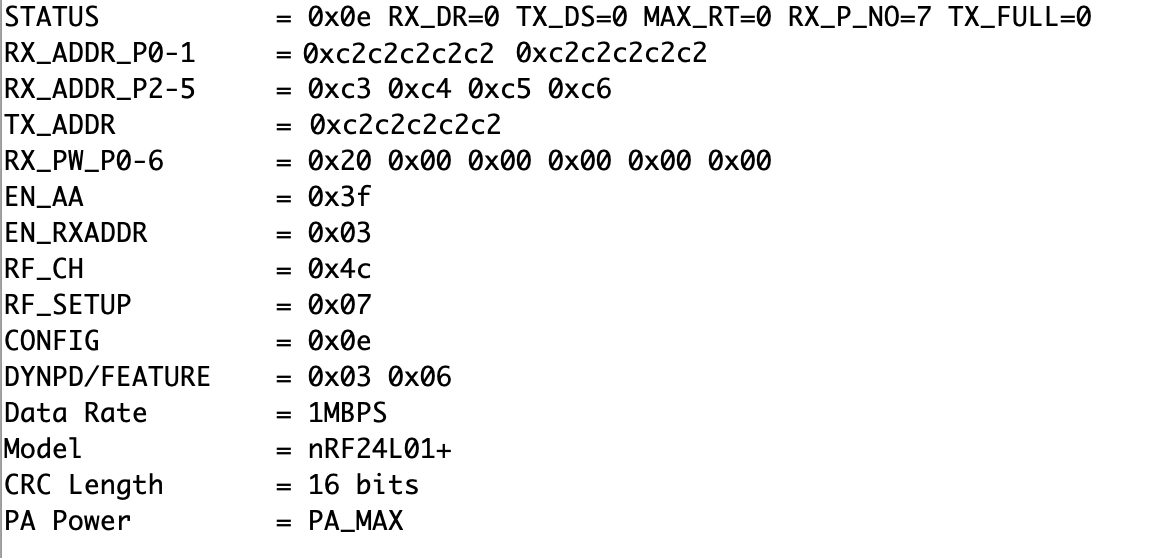 STATUS = 0x0e RX_DR=0 TX_DS=0 MAX_RT=0 RX_P_NO=7 TX_FULL=0
RX_ADDR_P0-1 = 0xc2c2c2c2c2 0xc2c2c2c2c2
RX_ADDR_P2-5 = 0xc3 0xc4 0xc5 0xc6
TX_ADDR = 0xc2c2c2c2c2
RX_PW_P0-6 = 0x20 0x00 0x00 0x00 0x00 0x00
EN_AA = 0x3f
EN_RXADDR = 0x03
RF_CH = 0x4c
RF_SETUP = 0x07
CONFIG = 0x0e
DYNPD/FEATURE = 0x03 0x06
Data Rate = 1MBPS
Model = nRF24L01+
CRC Length = 16 bits
PA Power = PA_MAX